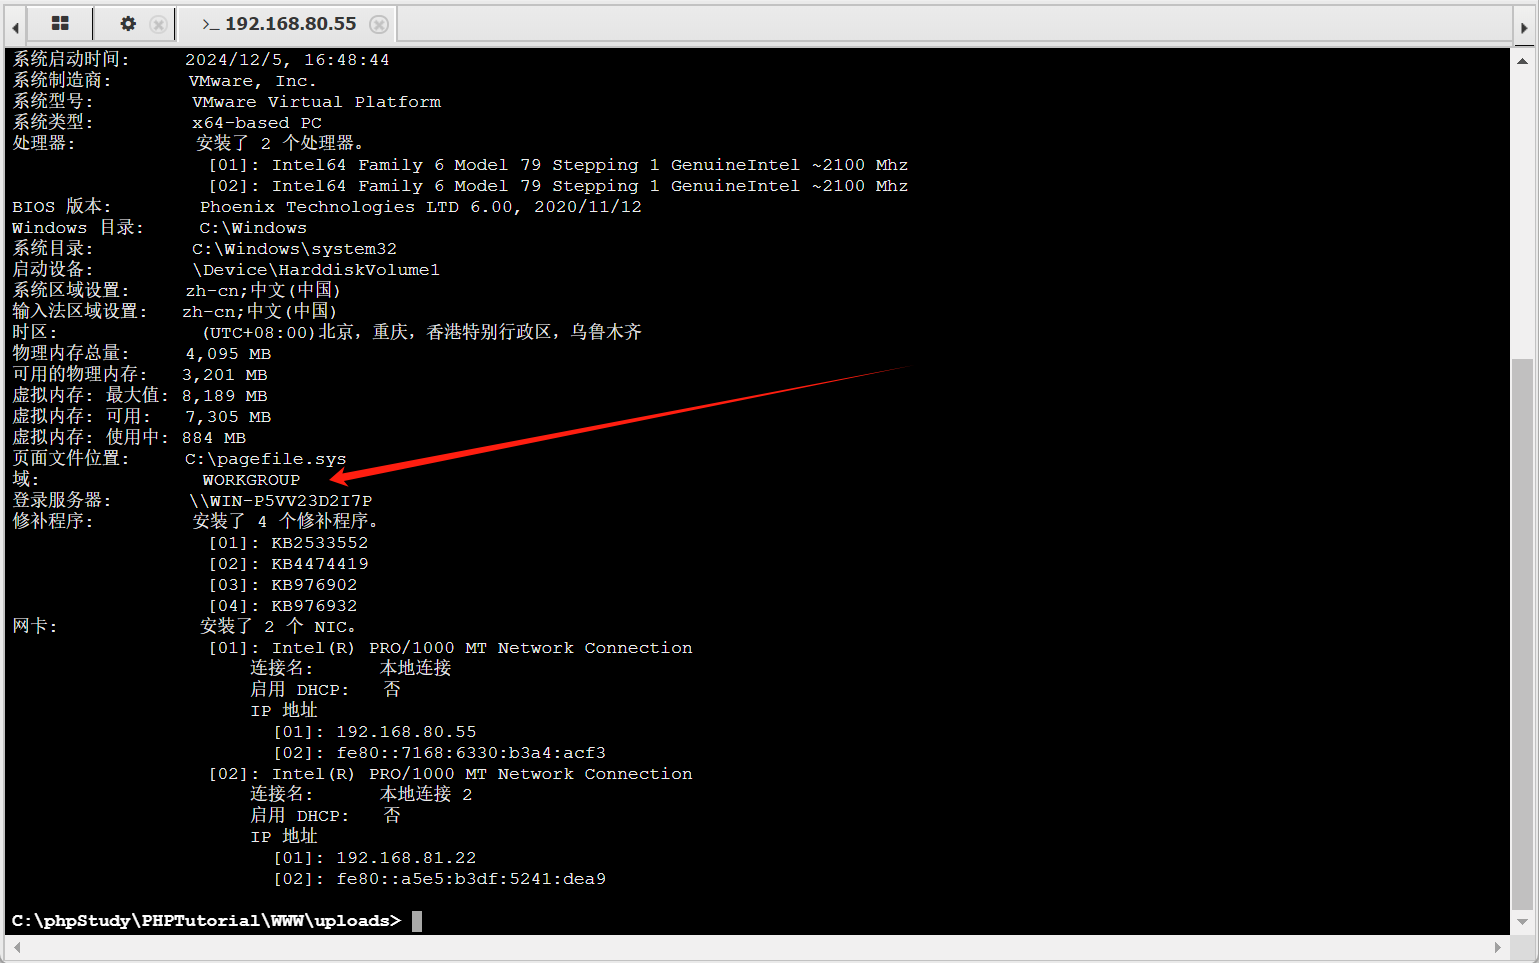 >_ 192.168.80.55
系统启动时间: 2024/12/5, 16:48:44
系统制造商: VMware, Inc.
系统型号: VMware Virtual Platform
系统类型: x64-based PC
处理器: 安装了 2 个处理器。
[01]: Intel64 Family 6 Model 79 Stepping 1 GenuineIntel ~2100 Mhz
[02]: Intel64 Family 6 Model 79 Stepping 1 GenuineIntel ~2100 Mhz
BIOS 版本: Phoenix Technologies LTD 6.00, 2020/11/12
Windows 目录: C:\Windows
系统目录: C:\Windows\system32
启动设备: \Device\HarddiskVolume1
系统区域设置: zh-cn;中文(中国)
输入法区域设置: zh-cn;中文(中国)
时区: (UTC+08:00)北京，重庆，香港特别行政区，乌鲁木齐
物理内存总量: 4,095 MB
可用的物理内存: 3,201 MB
虚拟内存: 最大值: 8,189 MB
虚拟内存: 可用: 7,305 MB
虚拟内存: 使用中: 884 MB
页面文件位置: C:\pagefile.sys
域: WORKGROUP
登录服务器: \\WIN-P5VV23D2I7P
修补程序: 安装了 4 个修补程序。
[01]: KB2533552
[02]: KB4474419
[03]: KB976902
[04]: KB976932
网卡: 安装了 2 个 NIC。
[01]: Intel(R) PRO/1000 MT Network Connection
连接名: 本地连接
启用 DHCP: 否
IP 地址
[01]: 192.168.80.55
[02]: fe80::7168:6330:b3a4:acf3
[02]: Intel(R) PRO/1000 MT Network Connection
连接名: 本地连接 2
启用 DHCP: 否
IP 地址
[01]: 192.168.81.22
[02]: fe80::a5e5:b3df:5241:dea9
C:\phpStudy\PHPTutorial\WWW\uploads>